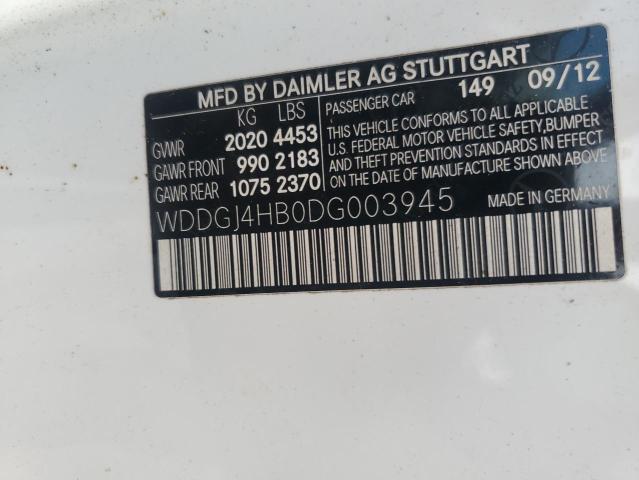 MFD BY DAIMLER AG STUTTGART
KG LBS
GVWR 2020 4453
GAWR FRONT 990 2183
GAWR REAR 1075 2370
PASSENGER CAR 149 09/12
THIS VEHICLE CONFORMS TO ALL APPLICABLE
U.S. FEDERAL MOTOR VEHICLE SAFETY, BUMPER
AND THEFT PREVENTION STANDARDS IN EFFECT
ON DATE OF MANUFACTURE SHOWN ABOVE
WDDGJ4HB0DG003945
MADE IN GERMANY